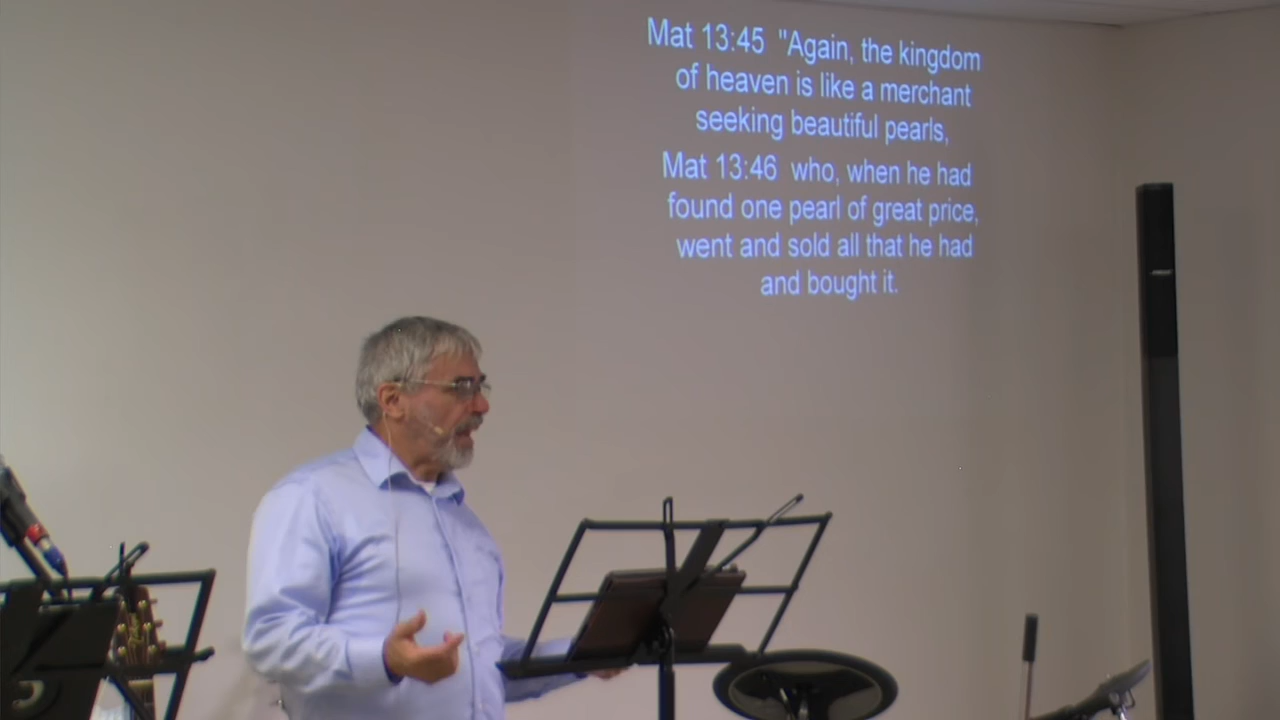 Mat 13:45 "Again, the kingdom
of heaven is like a merchant
seeking beautiful pearls,
Mat 13:46 who, when he had
found one pearl of great price,
went and sold all that he had
and bought it.